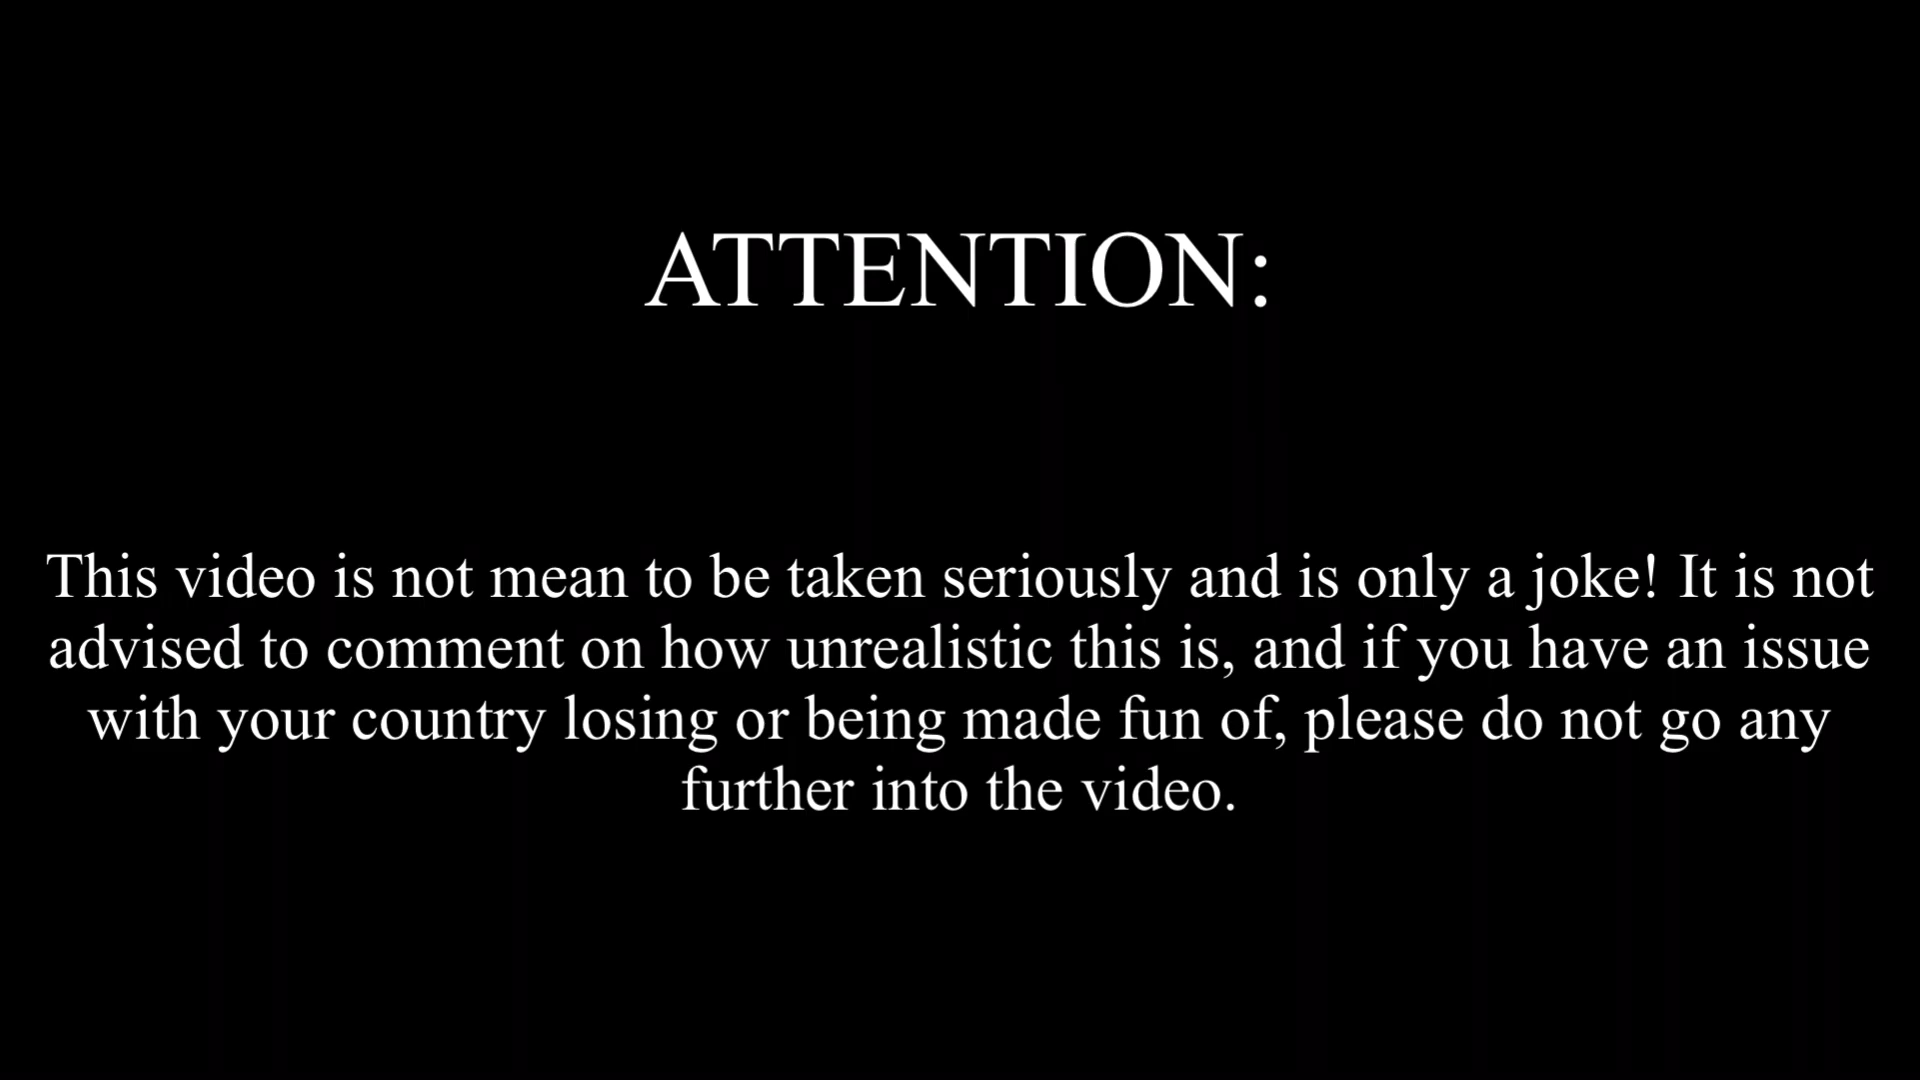 ATTENTION:
This video is not mean to be taken seriously and is only a joke! It is not
advised to comment on how unrealistic this is, and if you have an issue
with your country losing or being made fun of, please do not go any
further into the video.